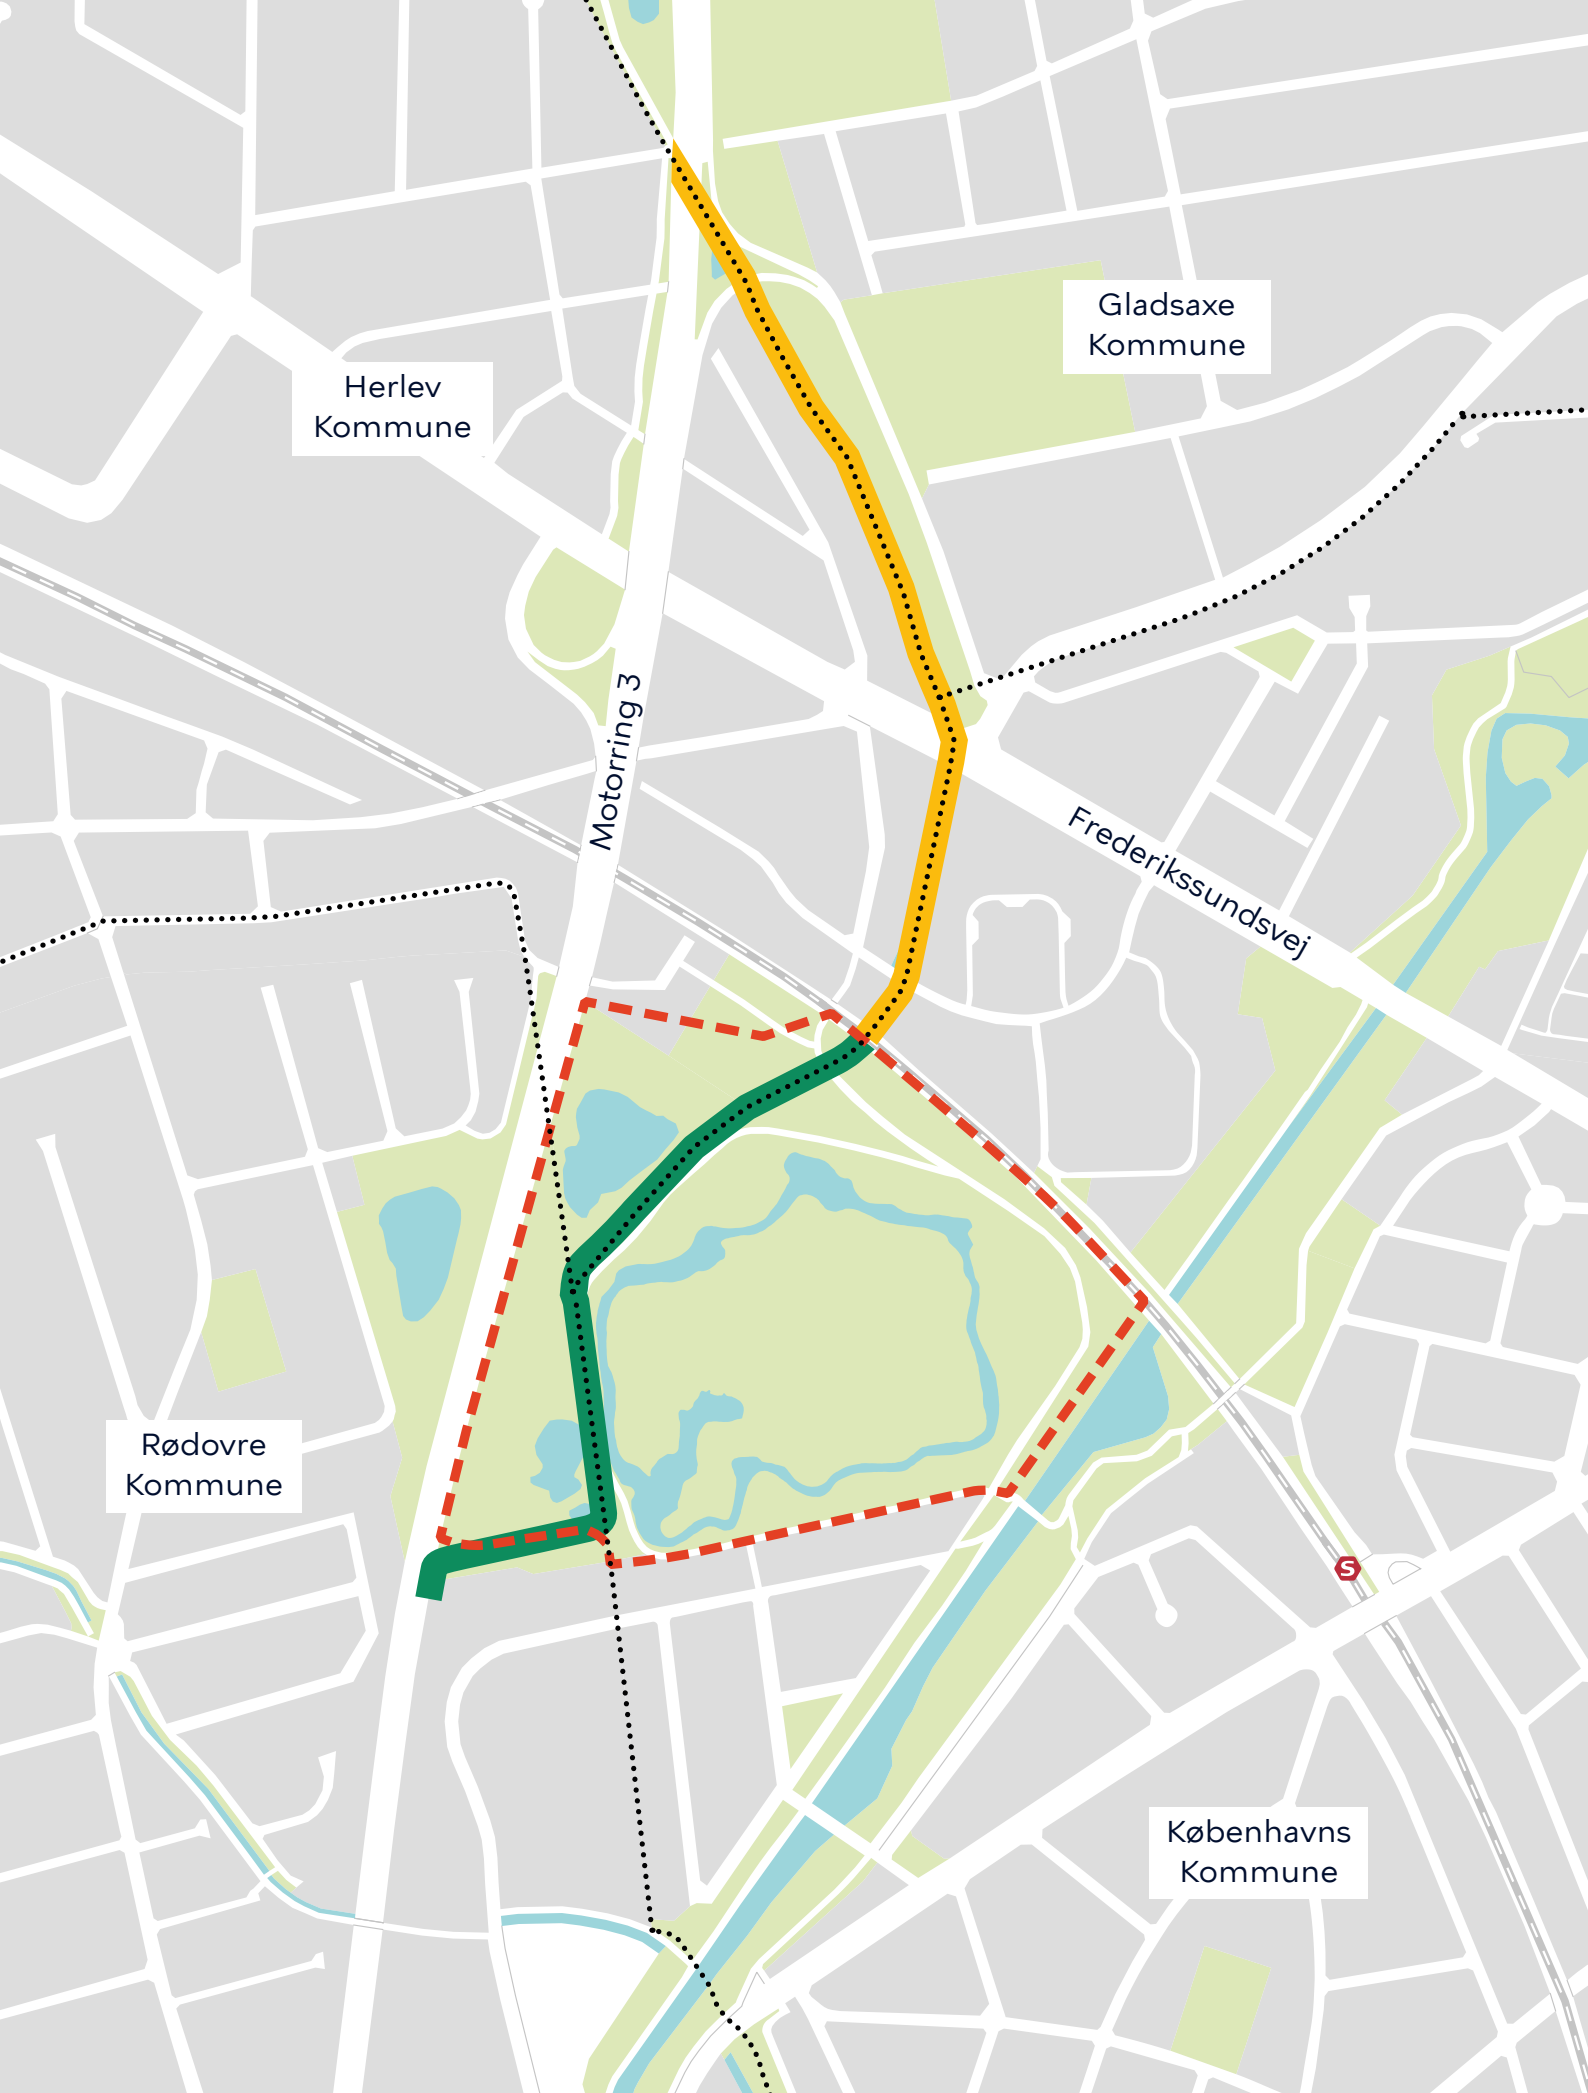 Gladsaxe
Kommune
Herlev
Kommune
Motorring 3
Frederikssundsvej
Rødovre
Kommune
S
Københavns
Kommune